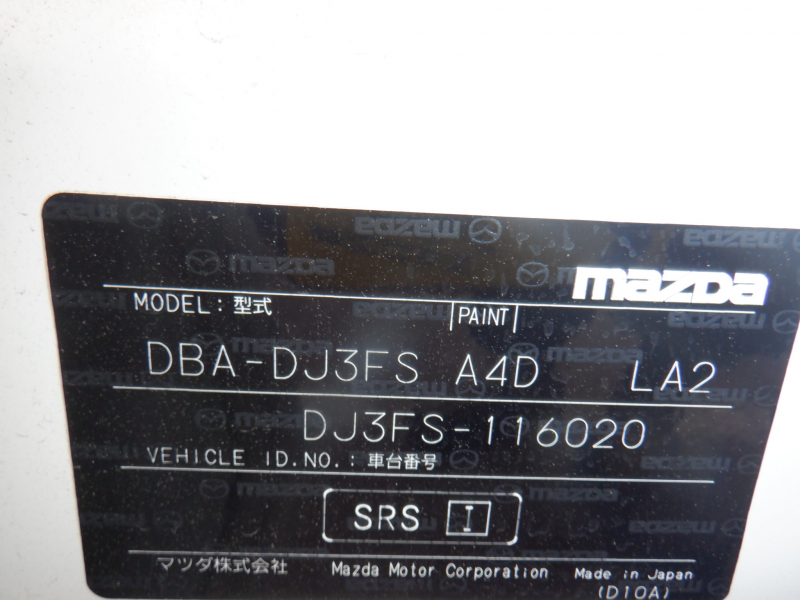 mazda
MODEL : 型式 PAINT
DBA-DJ3FS A4D LA2
DJ3FS-116020
VEHICLE ID.NO. : 車台番号
SRS I
マツダ株式会社 Mazda Motor Corporation Made in Japan
(D10A)